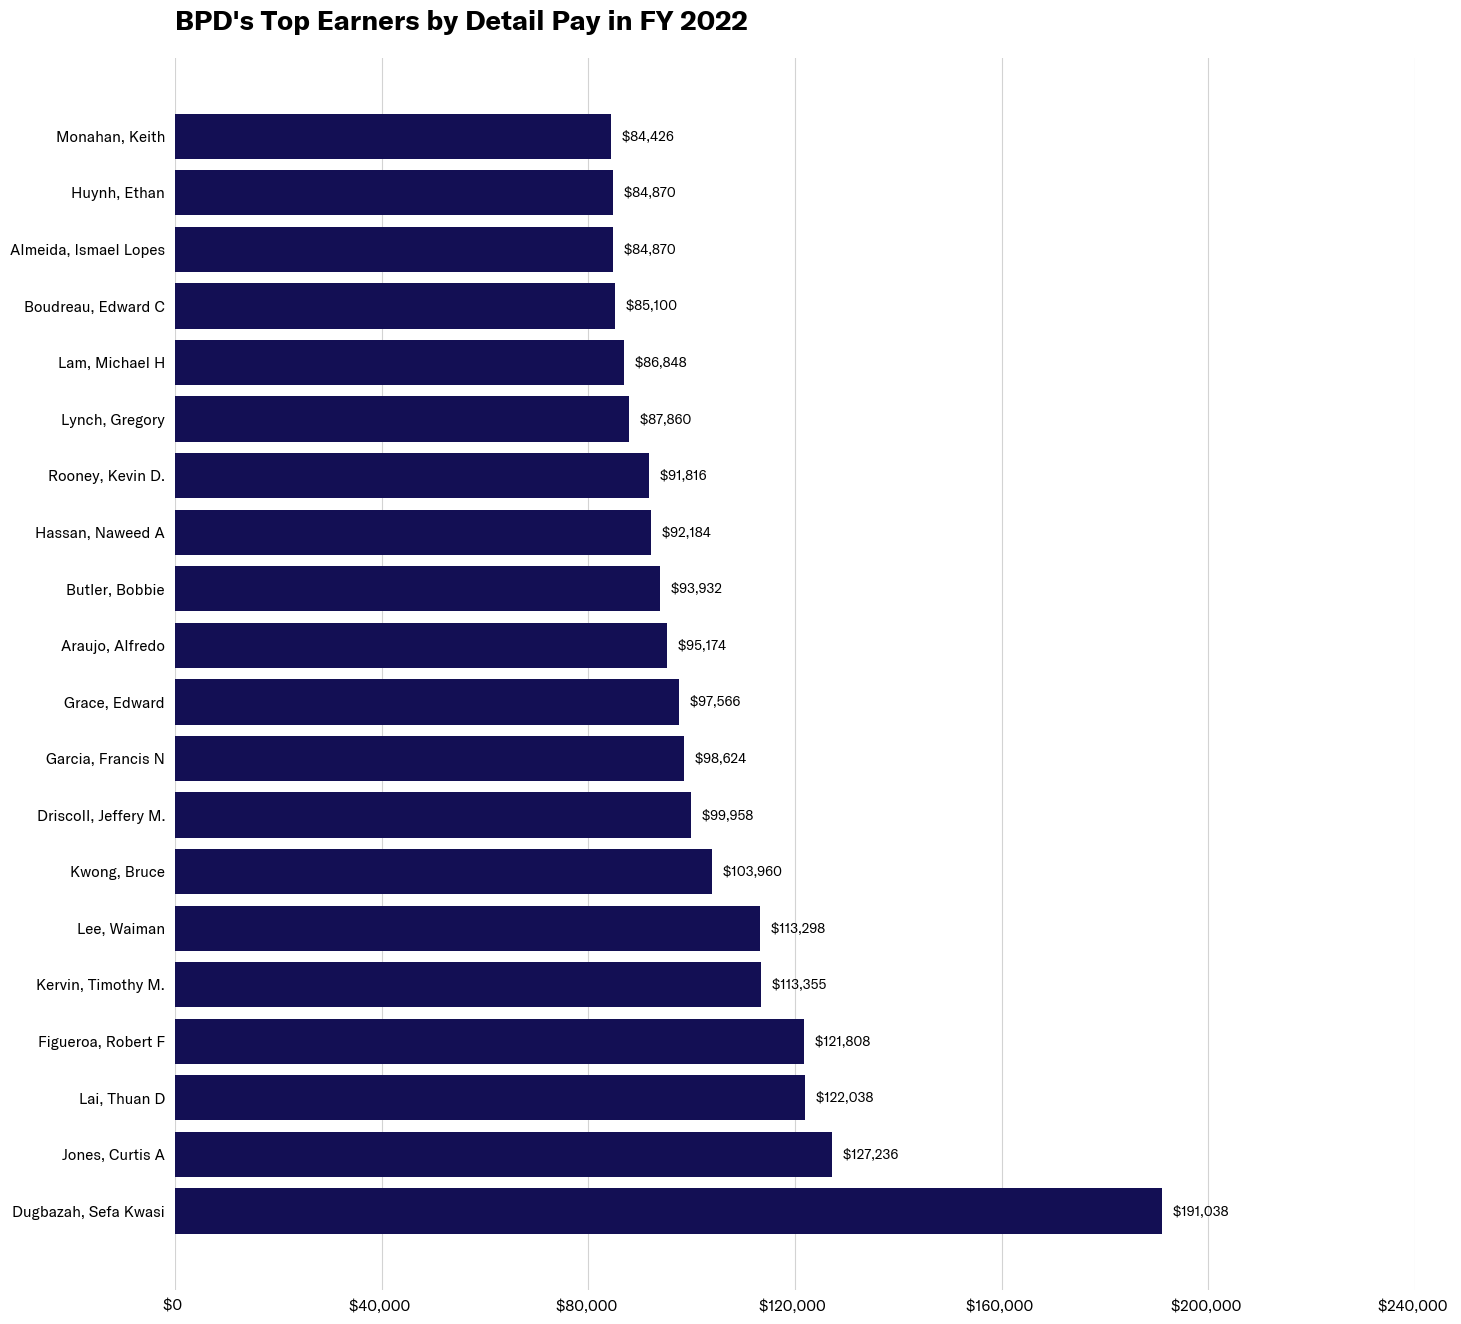 BPD's Top Earners by Detail Pay in FY 2022
Monahan, Keith $84,426
Huynh, Ethan $84,870
Almeida, Ismael Lopes $84,870
Boudreau, Edward C $85,100
Lam, Michael H $86,848
Lynch, Gregory $87,860
Rooney, Kevin D. $91,816
Hassan, Naweed A $92,184
Butler, Bobbie $93,932
Araujo, Alfredo $95,174
Grace, Edward $97,566
Garcia, Francis N $98,624
Driscoll, Jeffery M. $99,958
Kwong, Bruce $103,960
Lee, Waiman $113,298
Kervin, Timothy M. $113,355
Figueroa, Robert F $121,808
Lai, Thuan D $122,038
Jones, Curtis A $127,236
Dugbazah, Sefa Kwasi $191,038
$0 $40,000 $80,000 $120,000 $160,000 $200,000 $240,000